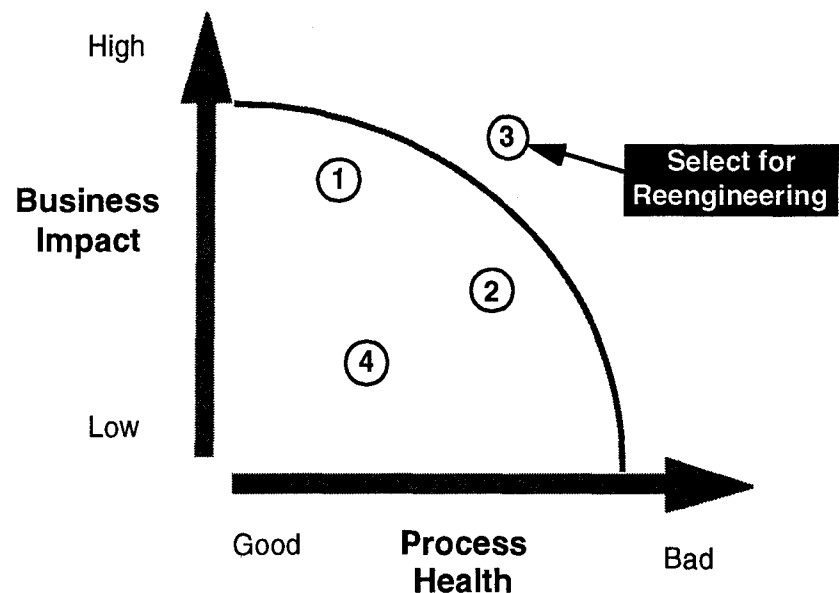 High
3
Select for
Reengineering
1
Business
Impact
2
4
Low
Good
Process
Health
Bad